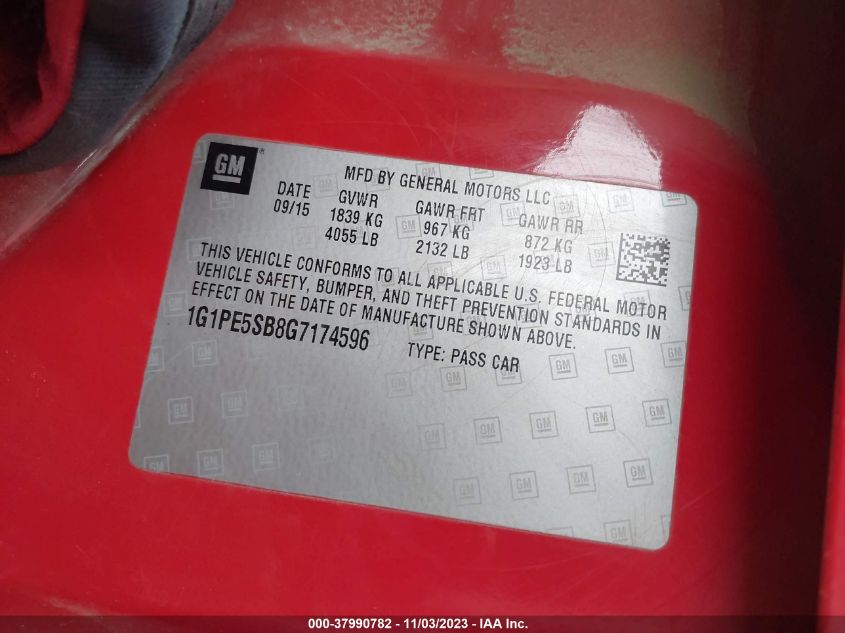 GM
MFD BY GENERAL MOTORS LLC
DATE GVWR GAWR FRT GAWR RR
09/15 1839 KG 967 KG 872 KG
4055 LB 2132 LB 1923 LB
THIS VEHICLE CONFORMS TO ALL APPLICABLE U.S. FEDERAL MOTOR
VEHICLE SAFETY, BUMPER, AND THEFT PREVENTION STANDARDS IN
EFFECT ON THE DATE OF MANUFACTURE SHOWN ABOVE.
1G1PE5SB8G7174596 TYPE: PASS CAR
000-37990782 - 11/03/2023 - IAA Inc.